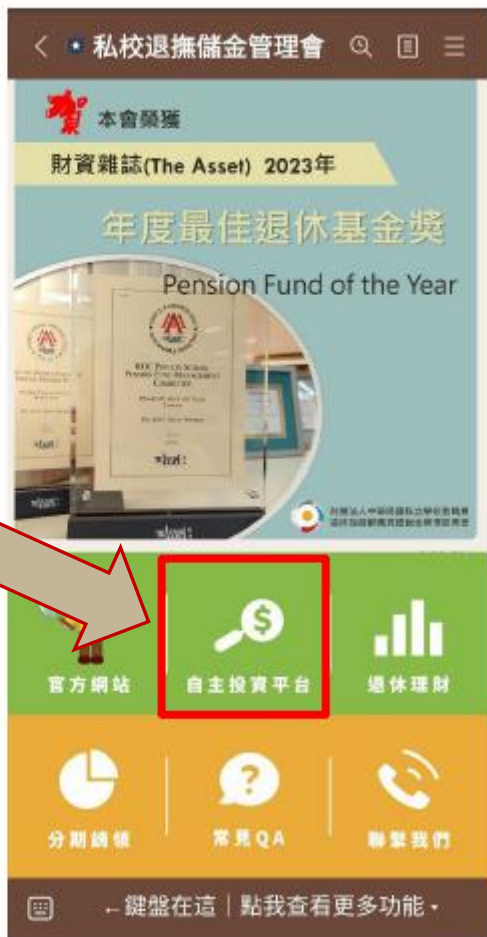 私校退撫儲金管理會
賀 本會榮獲
財資雜誌(The Asset) 2023年
年度最佳退休基金獎
Pension Fund of the Year
官方網站
自主投資平台
退休理財
分期請領
常見QA
聯繫我們
←鍵盤在這｜點我查看更多功能